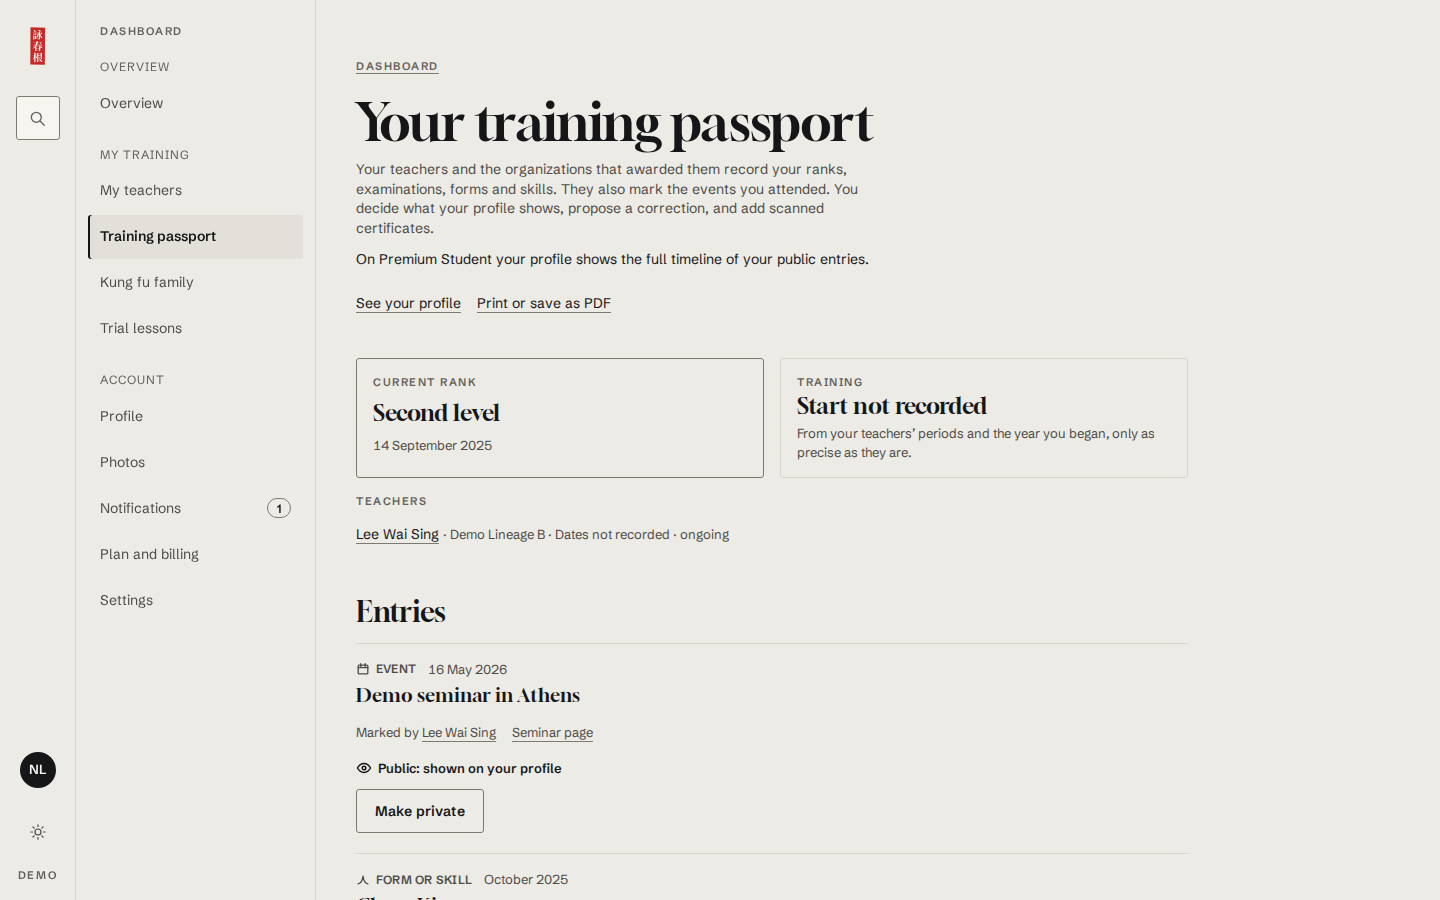 詠春根
DASHBOARD
OVERVIEW
Overview
MY TRAINING
My teachers
Training passport
Kung fu family
Trial lessons
ACCOUNT
Profile
Photos
Notifications 1
Plan and billing
Settings
NL
DEMO
DASHBOARD
Your training passport
Your teachers and the organizations that awarded them record your ranks,
examinations, forms and skills. They also mark the events you attended. You
decide what your profile shows, propose a correction, and add scanned
certificates.
On Premium Student your profile shows the full timeline of your public entries.
See your profile Print or save as PDF
CURRENT RANK
Second level
14 September 2025
TRAINING
Start not recorded
From your teachers’ periods and the year you began, only as
precise as they are.
TEACHERS
Lee Wai Sing · Demo Lineage B · Dates not recorded · ongoing
Entries
EVENT 16 May 2026
Demo seminar in Athens
Marked by Lee Wai Sing Seminar page
Public: shown on your profile
Make private
FORM OR SKILL October 2025